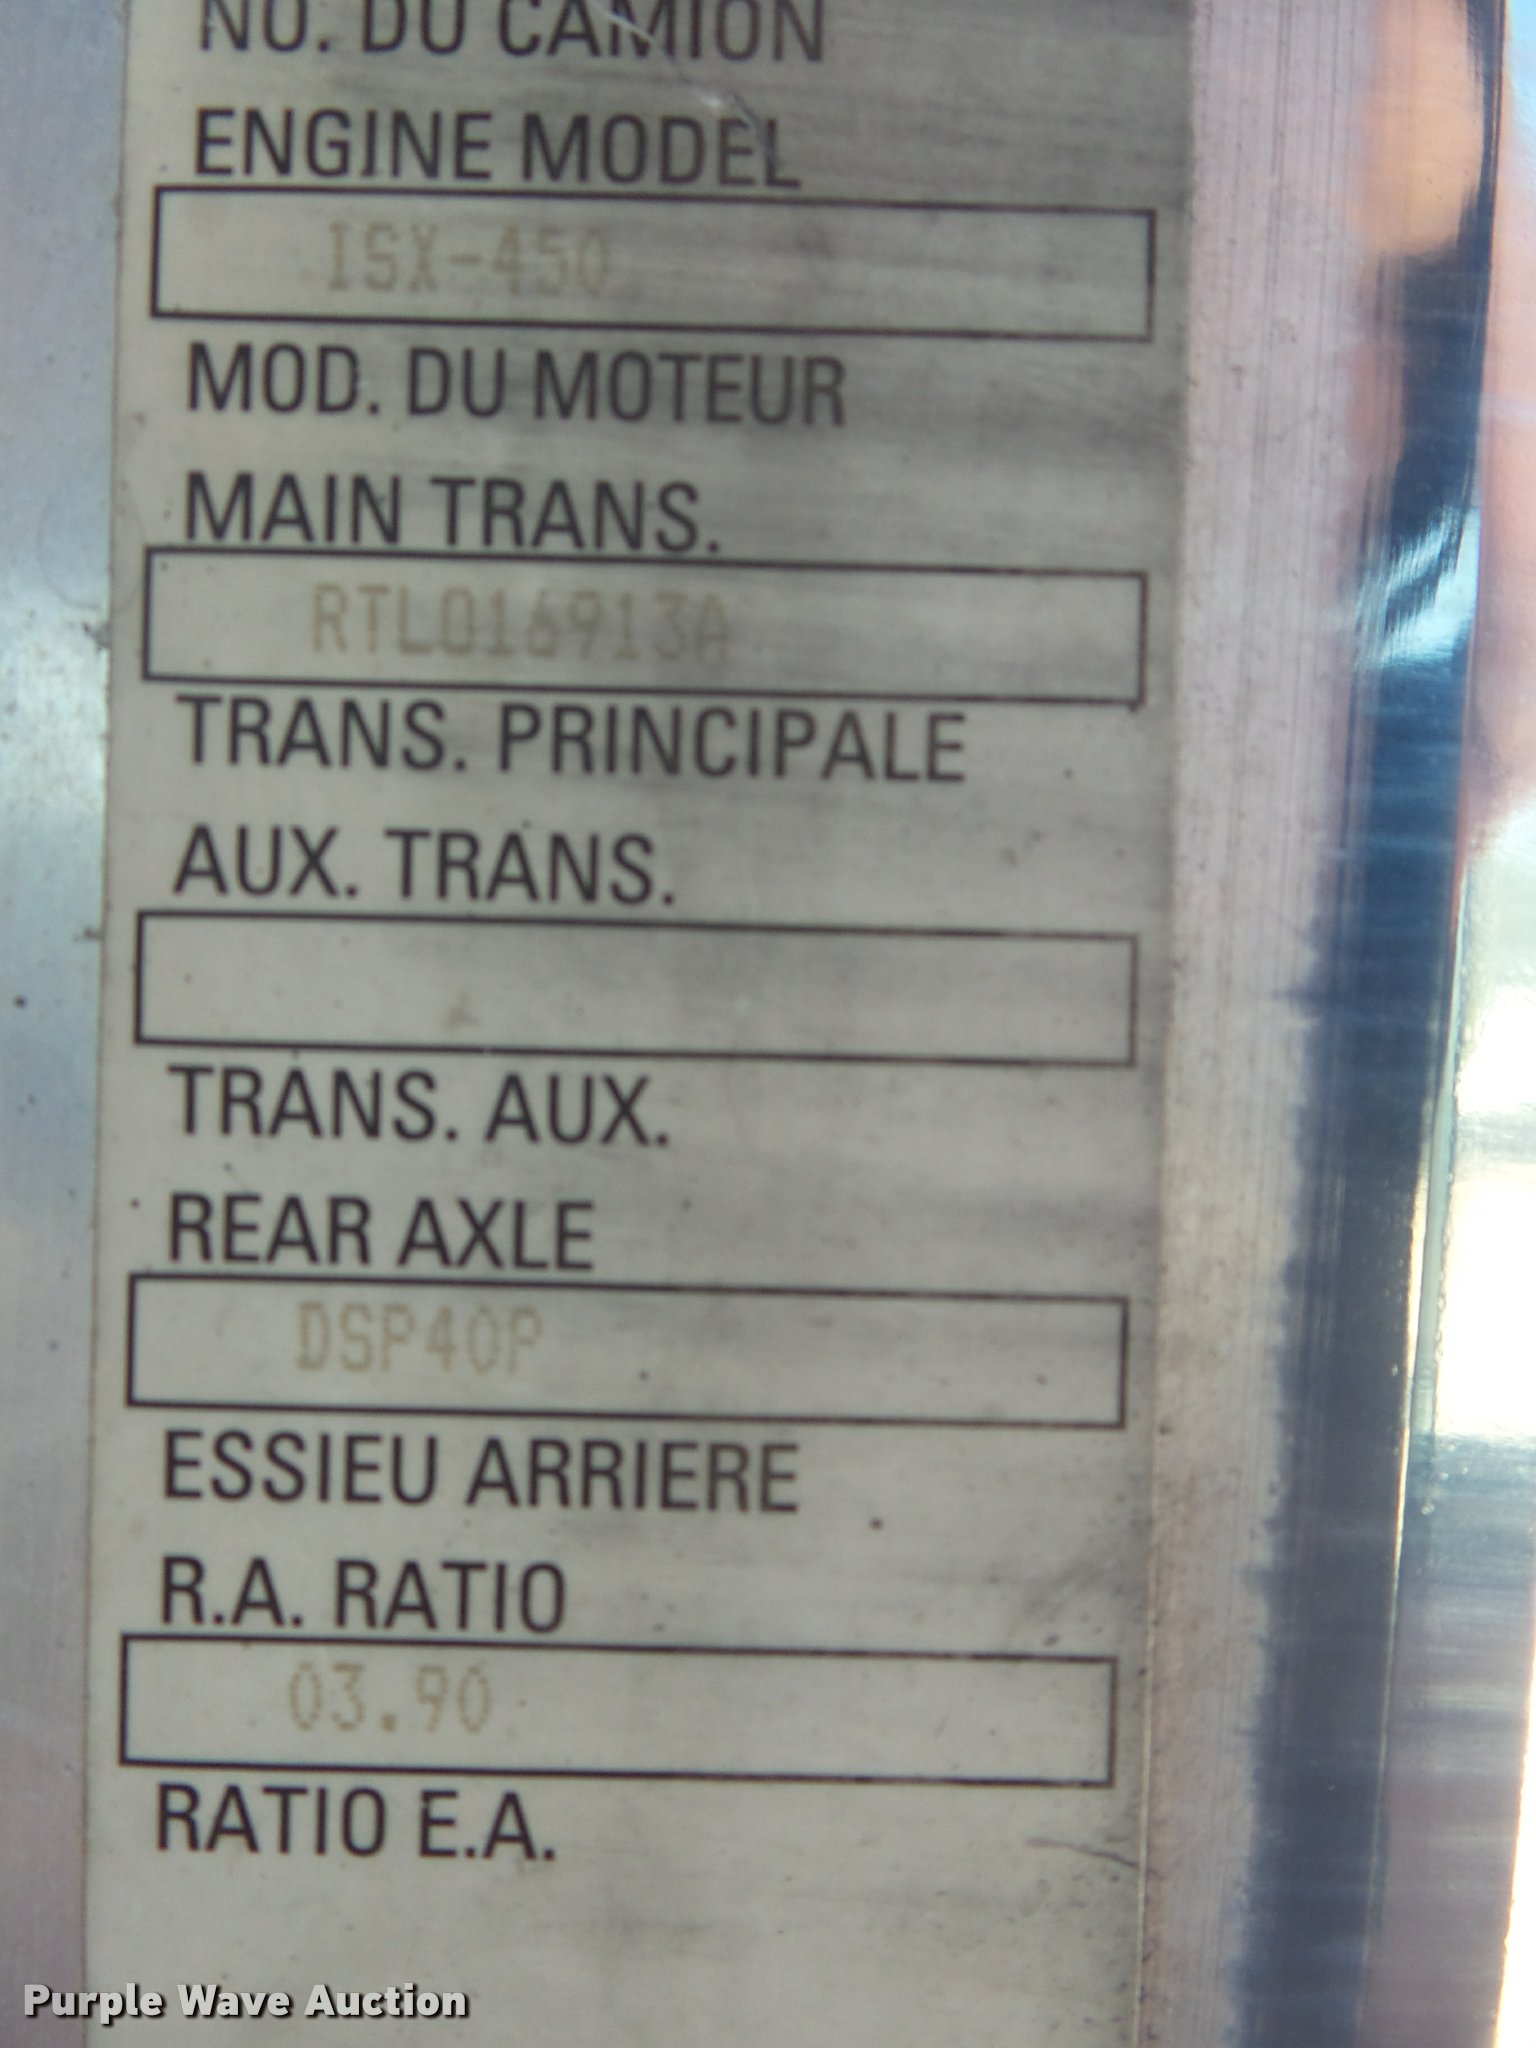 NO. DU CAMION
ENGINE MODEL
ISX-450
MOD. DU MOTEUR
MAIN TRANS.
RTLO16913A
TRANS. PRINCIPALE
AUX. TRANS.
TRANS. AUX.
REAR AXLE
DSP40P
ESSIEU ARRIERE
R.A. RATIO
03.90
RATIO E.A.
Purple Wave Auction